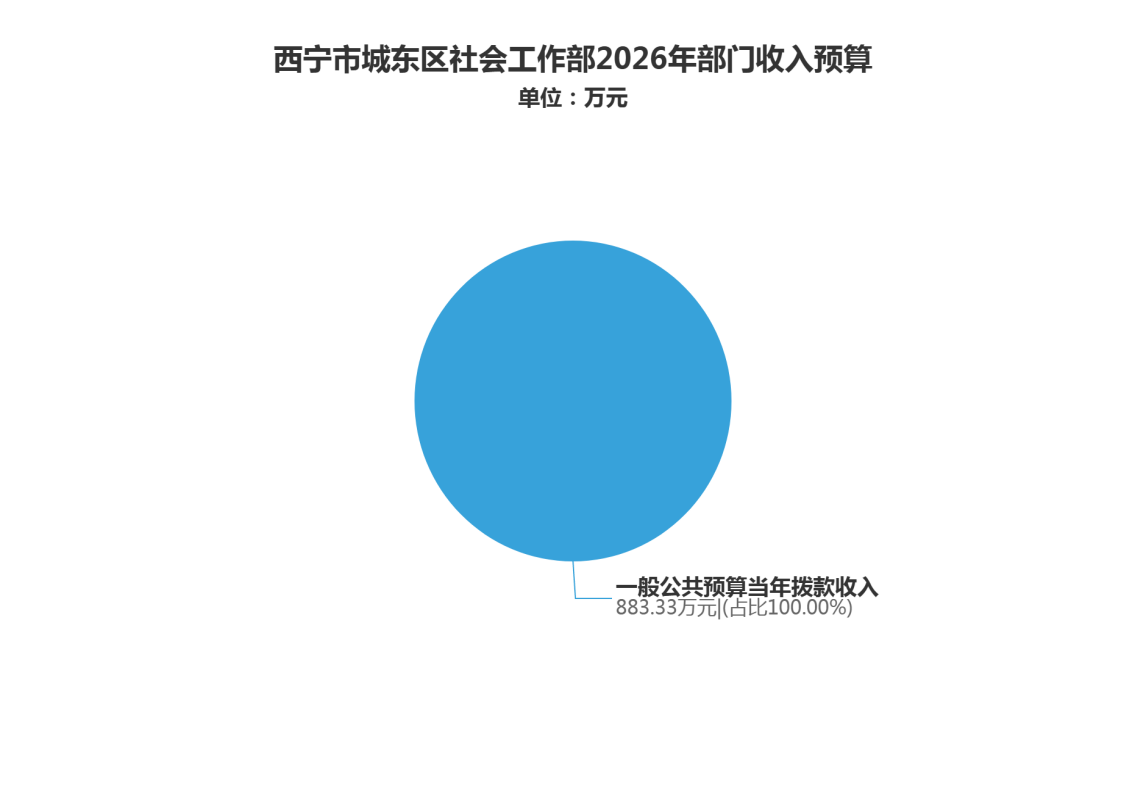 西宁市城东区社会工作部2026年部门收入预算
单位：万元
一般公共预算当年拨款收入
883.33万元|(占比100.00%)